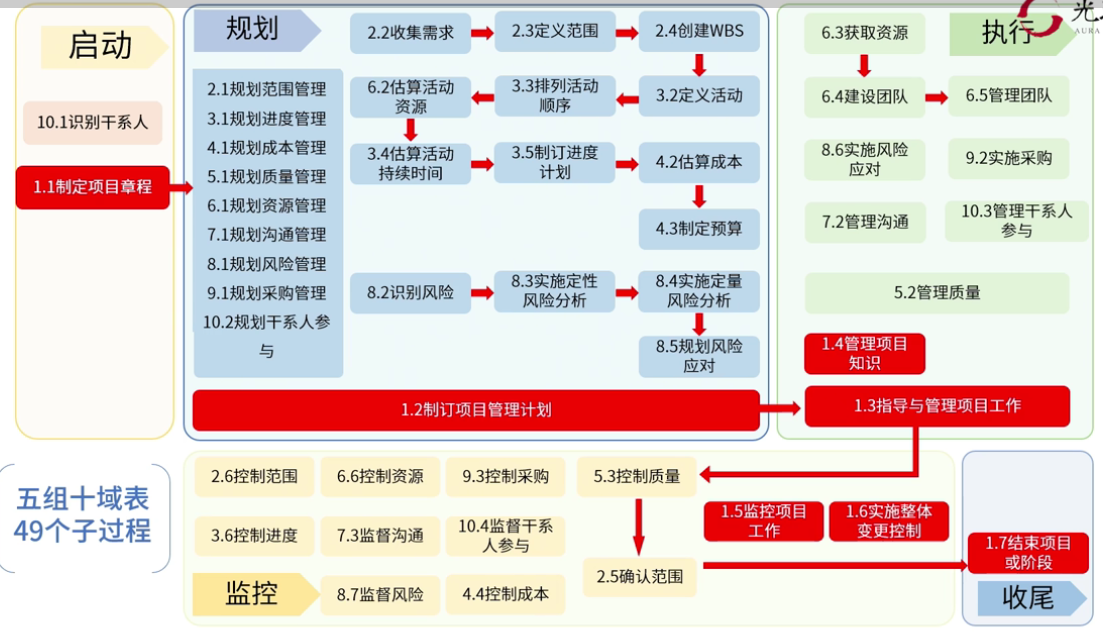 启动
10.1识别干系人
1.1制定项目章程
规划
2.1规划范围管理
3.1规划进度管理
4.1规划成本管理
5.1规划质量管理
6.1规划资源管理
7.1规划沟通管理
8.1规划风险管理
9.1规划采购管理
10.2规划干系人参
与
2.2收集需求
2.3定义范围
2.4创建WBS
6.2估算活动
资源
3.3排列活动
顺序
3.2定义活动
3.4估算活动
持续时间
3.5制订进度
计划
4.2估算成本
4.3制定预算
8.2识别风险
8.3实施定性
风险分析
8.4实施定量
风险分析
8.5规划风险
应对
1.2制订项目管理计划
执行
光
AURA
6.3获取资源
6.4建设团队
6.5管理团队
8.6实施风险
应对
9.2实施采购
7.2管理沟通
10.3管理干系人
参与
5.2管理质量
1.4管理项目
知识
1.3指导与管理项目工作
五组十域表
49个子过程
2.6控制范围
6.6控制资源
9.3控制采购
5.3控制质量
3.6控制进度
7.3监督沟通
10.4监督干系
人参与
1.5监控项目
工作
1.6实施整体
变更控制
2.5确认范围
监控
8.7监督风险
4.4控制成本
1.7结束项目
或阶段
收尾